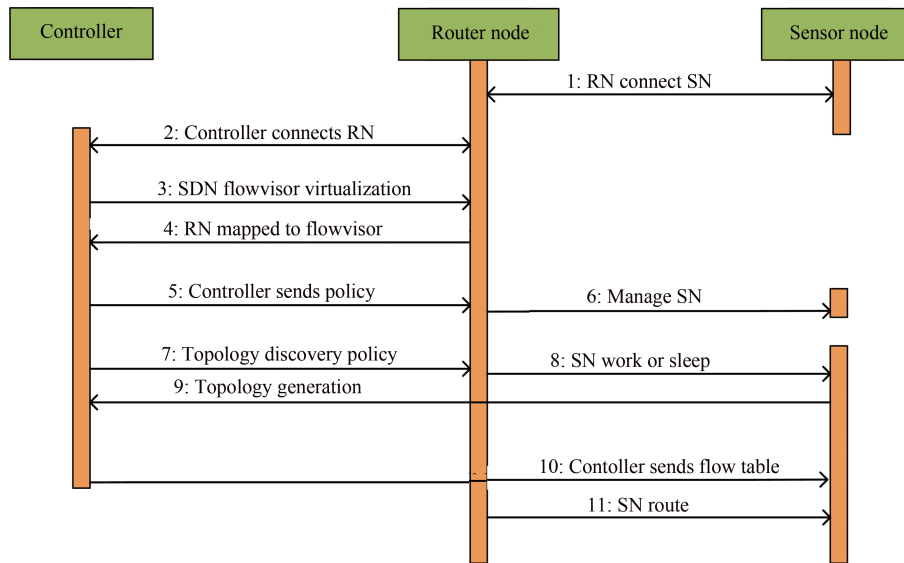 Controller
Router node
Sensor node
1: RN connect SN
2: Controller connects RN
3: SDN flowvisor virtualization
4: RN mapped to flowvisor
5: Controller sends policy
6: Manage SN
7: Topology discovery policy
8: SN work or sleep
9: Topology generation
10: Contoller sends flow table
11: SN route